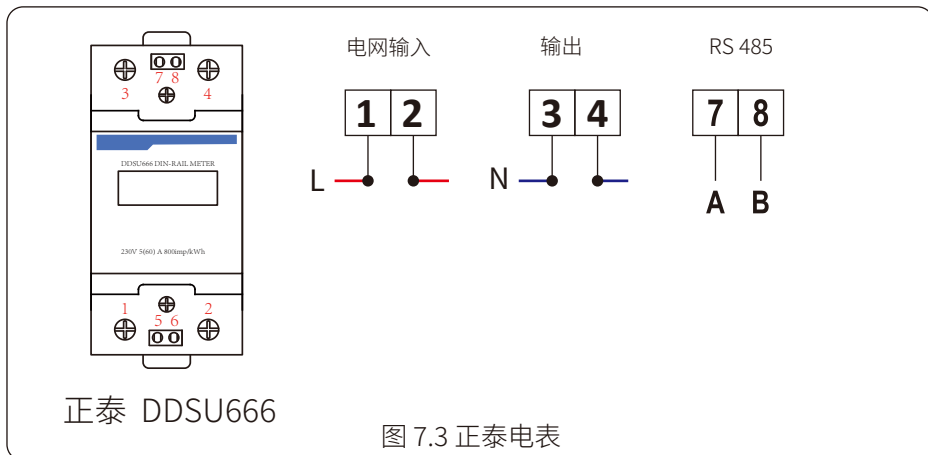 电网输入 输出 RS 485
7 8
3 4
1 2 3 4 7 8
DDSU666 DIN-RAIL METER
L N
A B
230V 5(60) A 800imp/kWh
1 2
5 6
正泰 DDSU666
图 7.3 正泰电表